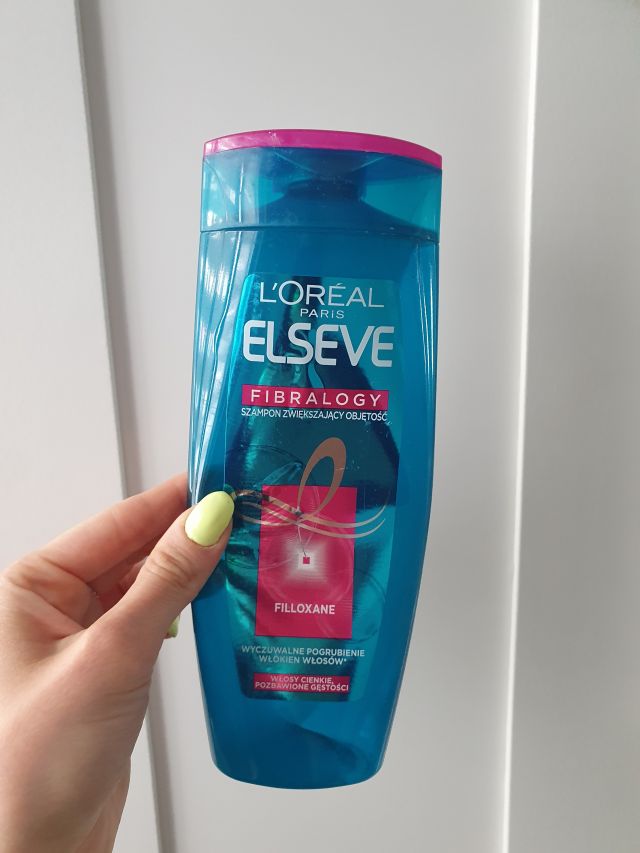 L'ORÉAL
PARIS
ELSEVE
FIBRALOGY
SZAMPON ZWIĘKSZAJĄCY OBJĘTOŚĆ
FILLOXANE
WYCZUWALNE POGRUBIENIE
WŁÓKIEN WŁOSÓW*
WŁOSY CIENKIE,
POZBAWIONE GĘSTOŚCI